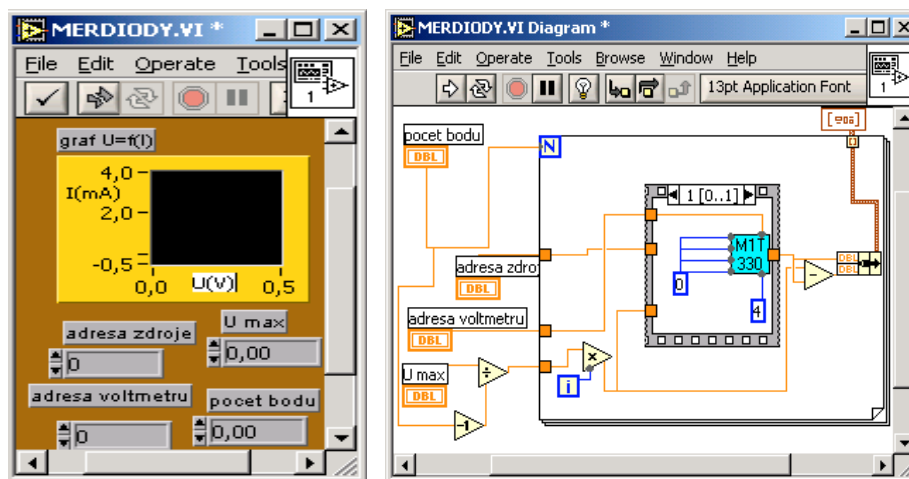 MERDIODY.VI *
File Edit Operate Tools
1
graf U=f(I)
4,0
I(mA)
2,0
-0,5
0,0 U(V) 0,5
adresa zdroje
0
U max
0,00
adresa voltmetru
0
pocet bodu
0,00
MERDIODY.VI Diagram *
File Edit Operate Tools Browse Window Help
13pt Application Font
1
pocet bodu
DBL
N
1 [0..1]
M1T
330
0
4
adresa zdroj
DBL
adresa voltmetru
DBL
U max
DBL
i
-1
DBL
DBL